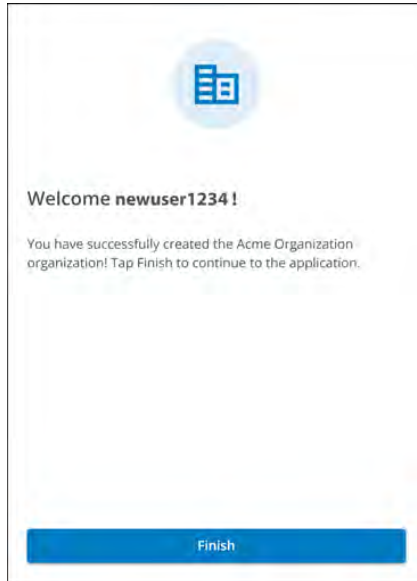 Welcome newuser1234!
You have successfully created the Acme Organization
organization! Tap Finish to continue to the application.
Finish